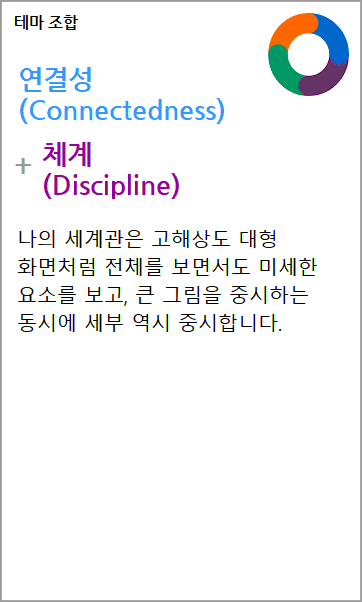 테마 조합
연결성
(Connectedness)
+ 체계
(Discipline)
나의 세계관은 고해상도 대형
화면처럼 전체를 보면서도 미세한
요소를 보고, 큰 그림을 중시하는
동시에 세부 역시 중시합니다.